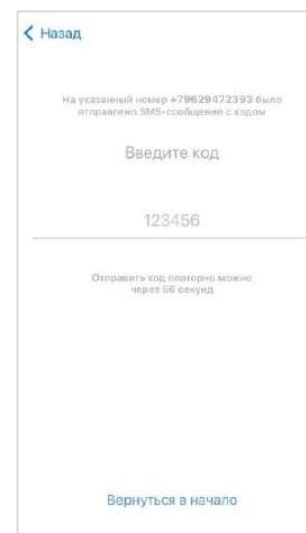 Назад
На указанный номер +79629472393 было
отправлено SMS-сообщение с кодом
Введите код
123456
Отправить код повторно можно
через 56 секунд
Вернуться в начало